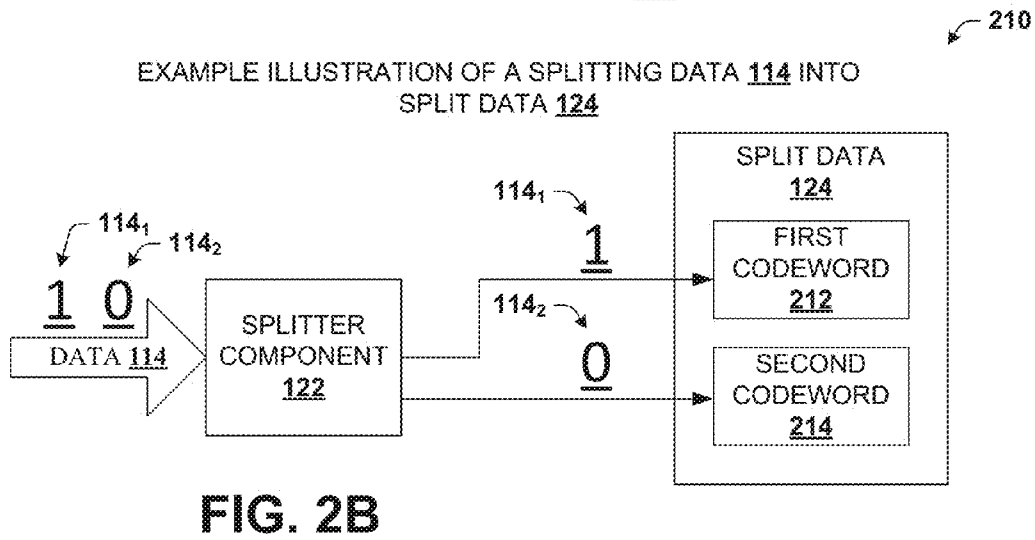 210
EXAMPLE ILLUSTRATION OF A SPLITTING DATA 114 INTO
SPLIT DATA 124
114₁
114₂
1 0
DATA 114
SPLITTER
COMPONENT
122
114₁
1
114₂
0
SPLIT DATA
124
FIRST
CODEWORD
212
SECOND
CODEWORD
214
FIG. 2B